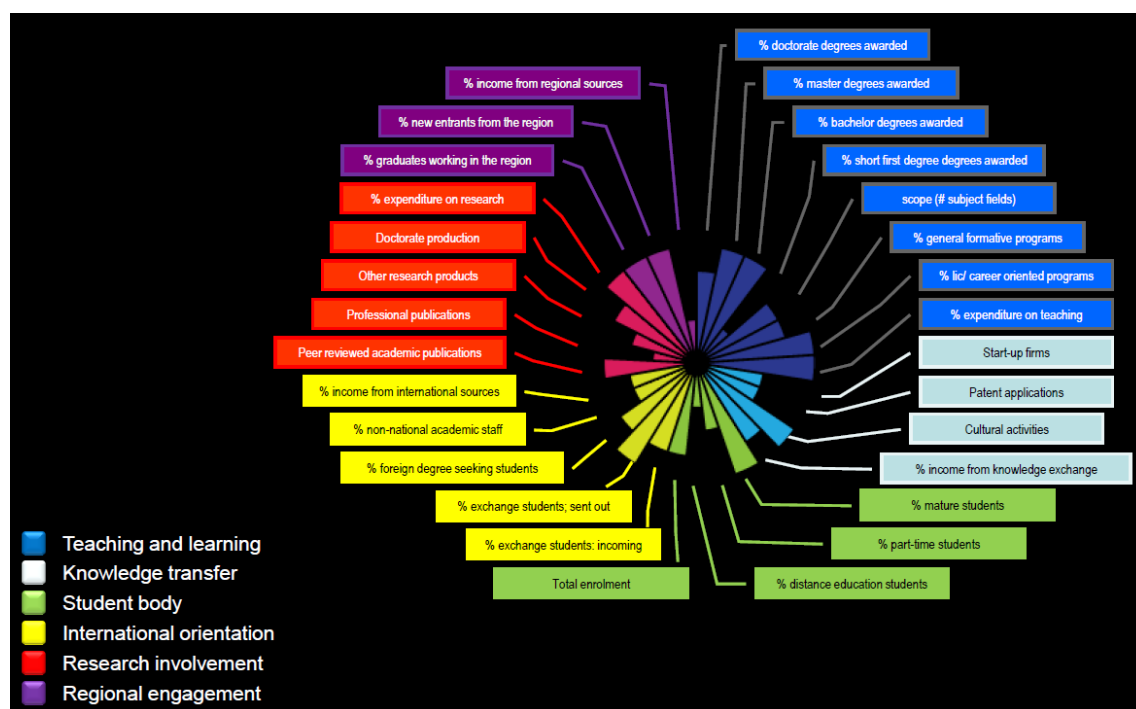 % doctorate degrees awarded
% master degrees awarded
% bachelor degrees awarded
% short first degree degrees awarded
scope (# subject fields)
% general formative programs
% lic/ career oriented programs
% expenditure on teaching
Start-up firms
Patent applications
Cultural activities
% income from knowledge exchange
% mature students
% part-time students
% distance education students
Total enrolment
% exchange students: incoming
% exchange students; sent out
% foreign degree seeking students
% non-national academic staff
% income from international sources
Peer reviewed academic publications
Professional publications
Other research products
Doctorate production
% expenditure on research
% graduates working in the region
% new entrants from the region
% income from regional sources
Teaching and learning
Knowledge transfer
Student body
International orientation
Research involvement
Regional engagement